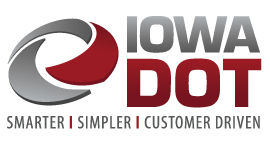 IOWA
DOT
SMARTER | SIMPLER | CUSTOMER DRIVEN